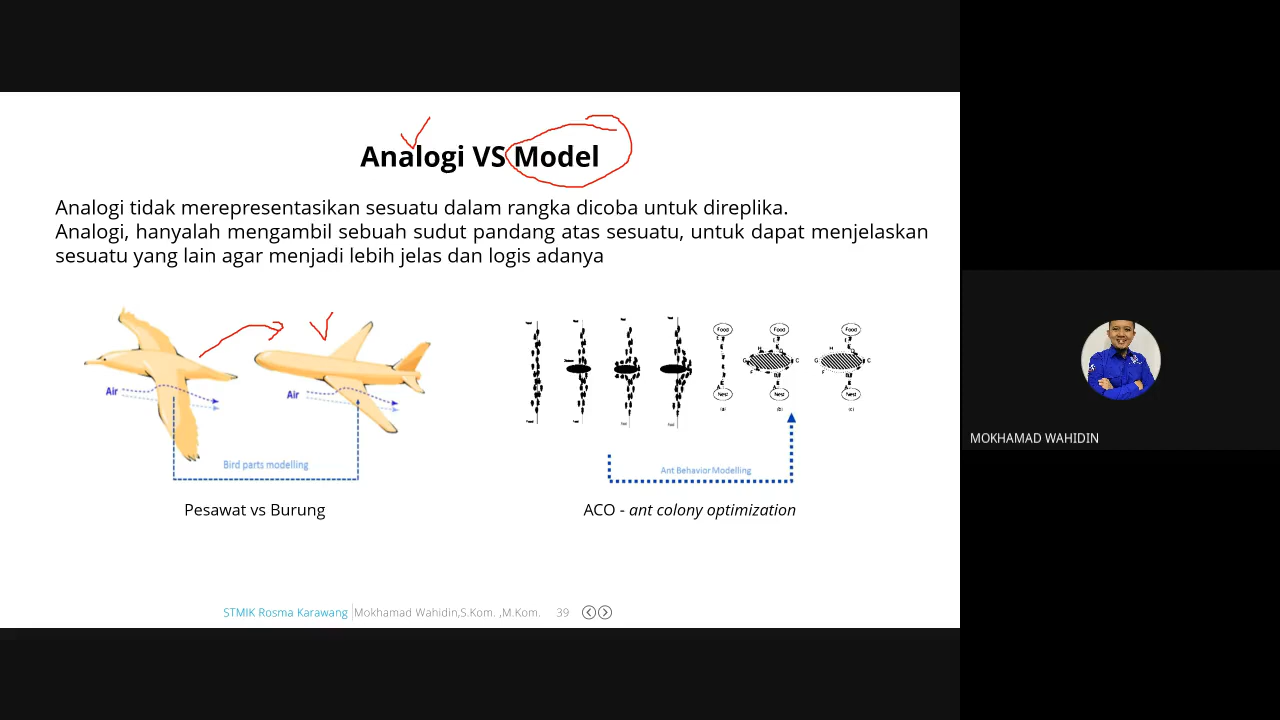 Analogi VS Model
Analogi tidak merepresentasikan sesuatu dalam rangka dicoba untuk direplika.
Analogi, hanyalah mengambil sebuah sudut pandang atas sesuatu, untuk dapat menjelaskan
sesuatu yang lain agar menjadi lebih jelas dan logis adanya
Air
Air
Bird parts modelling
Pesawat vs Burung
Food
Food
Food
H
C
G
F
H
C
G
F
Nest
Nest
Nest
(a)
(b)
(c)
Ant Behavior Modelling
ACO - ant colony optimization
STMIK Rosma Karawang Mokhamad Wahidin,S.Kom. ,M.Kom. 39
MOKHAMAD WAHIDIN